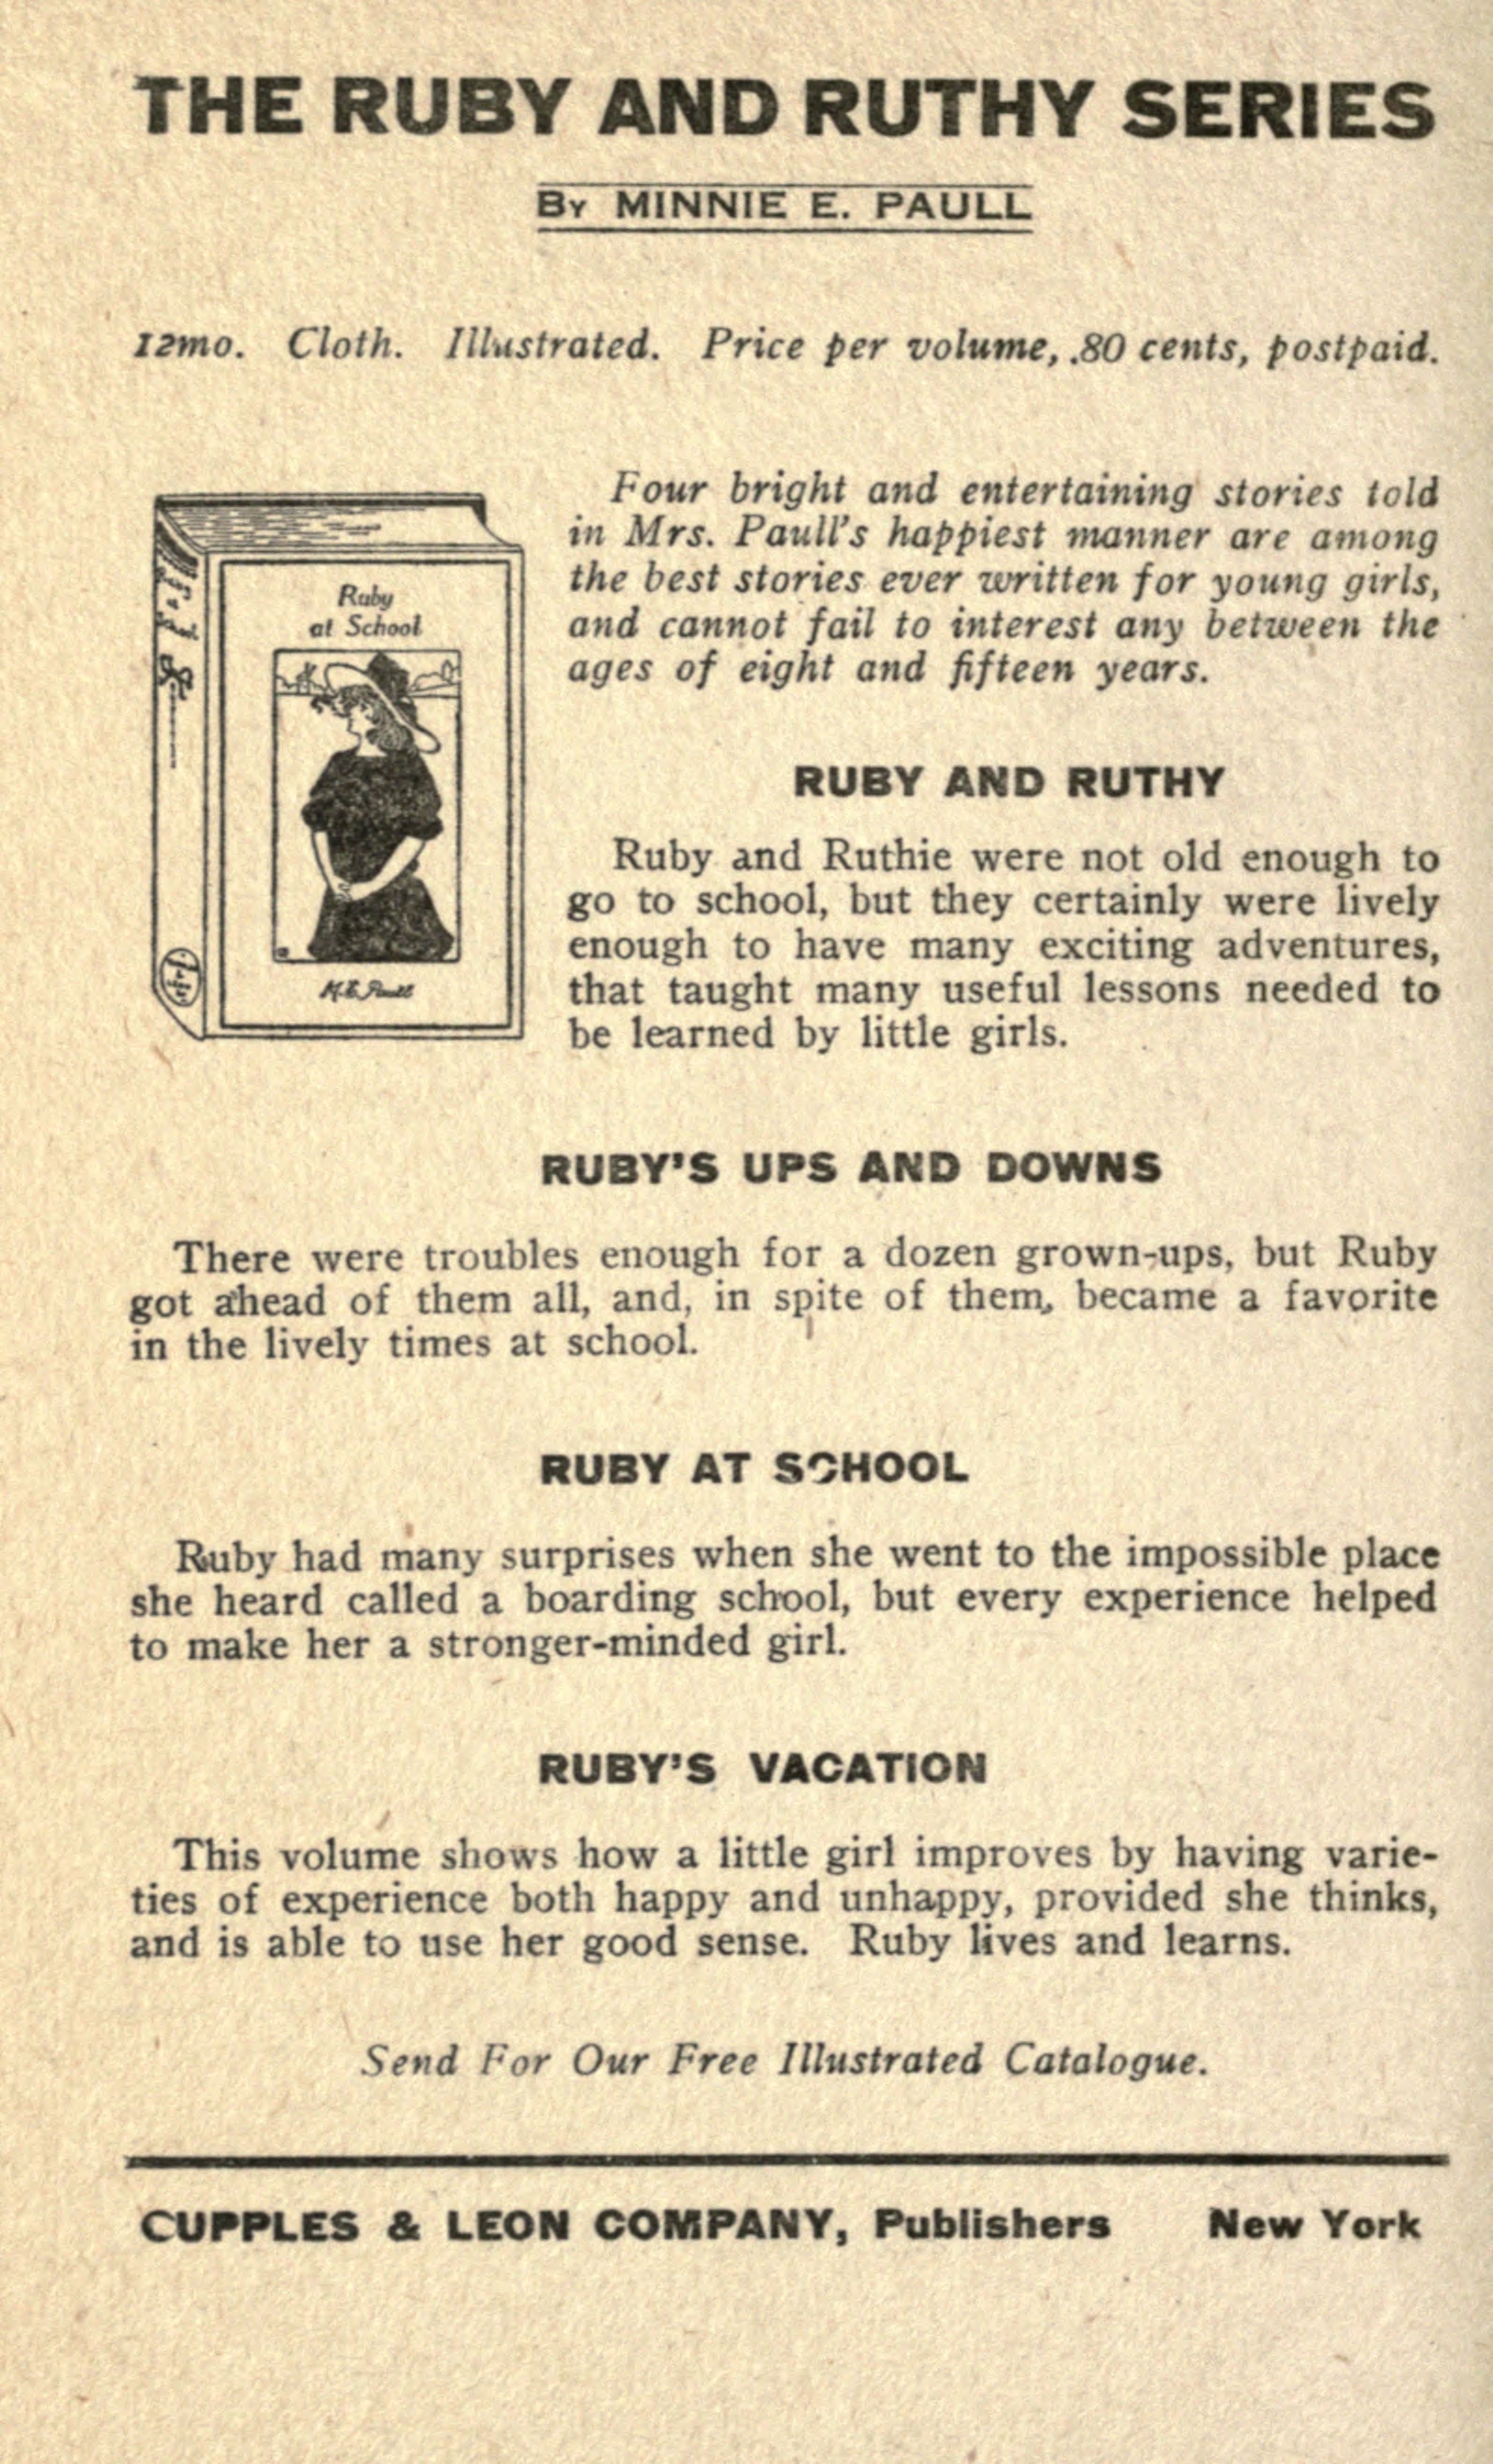 THE RUBY AND RUTHY SERIES
BY MINNIE E. PAULL
12mo. Cloth. Illustrated. Price per volume, .80 cents, postpaid.
Four bright and entertaining stories told
in Mrs. Paull's happiest manner are among
the best stories ever written for young girls,
and cannot fail to interest any between the
ages of eight and fifteen years.
Ruby
at School
M. E. Paull
RUBY AND RUTHY
Ruby and Ruthie were not old enough to
go to school, but they certainly were lively
enough to have many exciting adventures,
that taught many useful lessons needed to
be learned by little girls.
RUBY'S UPS AND DOWNS
There were troubles enough for a dozen grown-ups, but Ruby
got ahead of them all, and, in spite of them, became a favorite
in the lively times at school.
RUBY AT SCHOOL
Ruby had many surprises when she went to the impossible place
she heard called a boarding school, but every experience helped
to make her a stronger-minded girl.
RUBY'S VACATION
This volume shows how a little girl improves by having varie-
ties of experience both happy and unhappy, provided she thinks,
and is able to use her good sense. Ruby lives and learns.
Send For Our Free Illustrated Catalogue.
CUPPLES & LEON COMPANY, Publishers New York